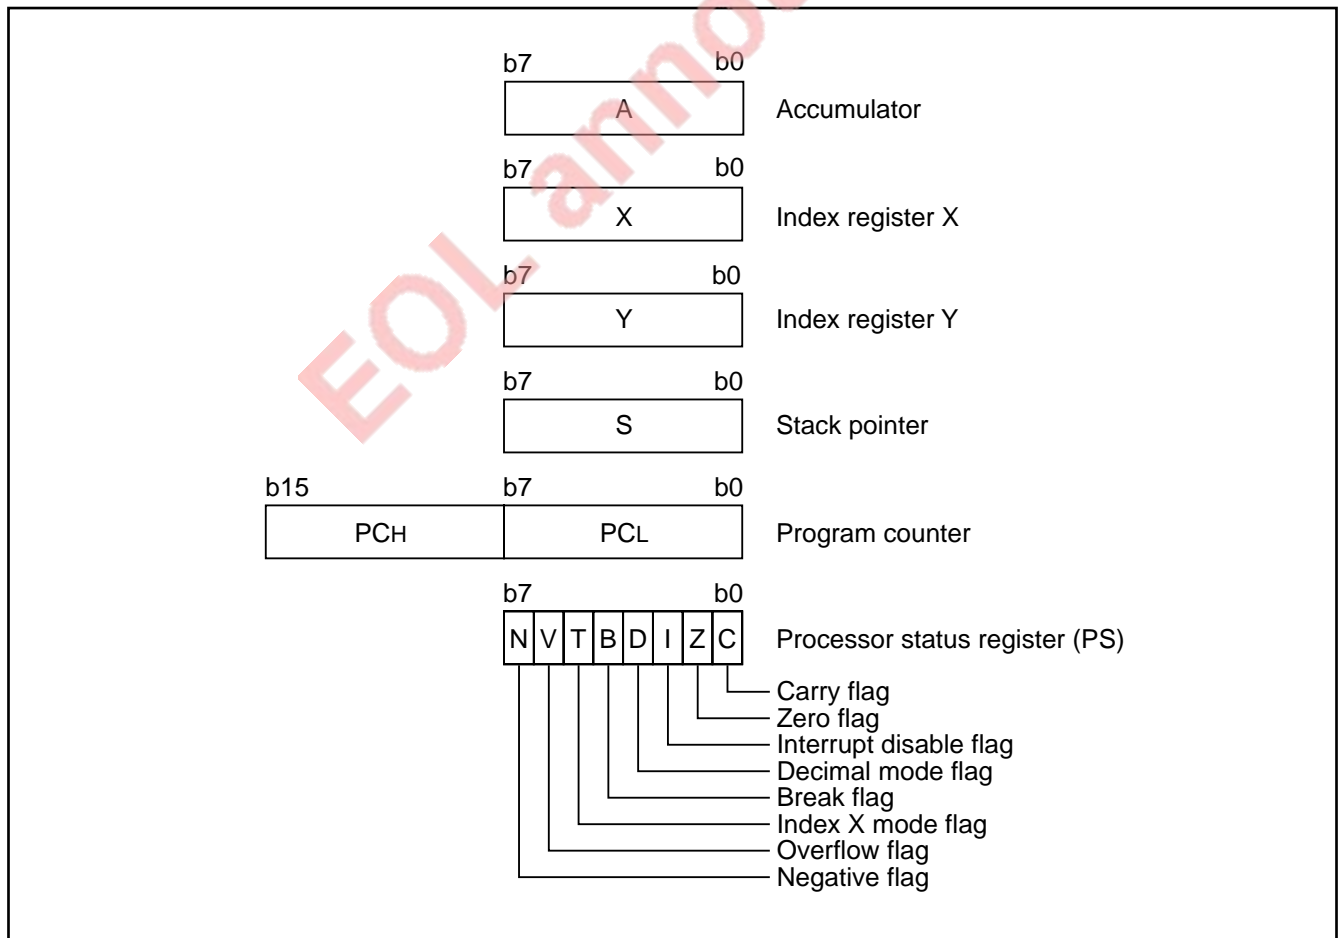 b7 b0
A Accumulator
b7 b0
X Index register X
b7 b0
Y Index register Y
b7 b0
S Stack pointer
b15 b7 b0
PCH PCL Program counter
b7 b0
N V T B D I Z C Processor status register (PS)
Carry flag
Zero flag
Interrupt disable flag
Decimal mode flag
Break flag
Index X mode flag
Overflow flag
Negative flag
EOL